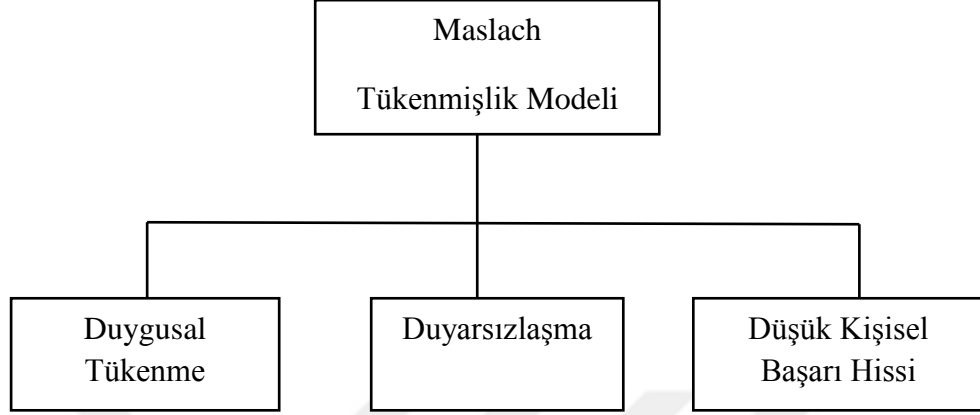 Maslach
Tükenmişlik Modeli
Duygusal
Tükenme
Duyarsızlaşma
Düşük Kişisel
Başarı Hissi